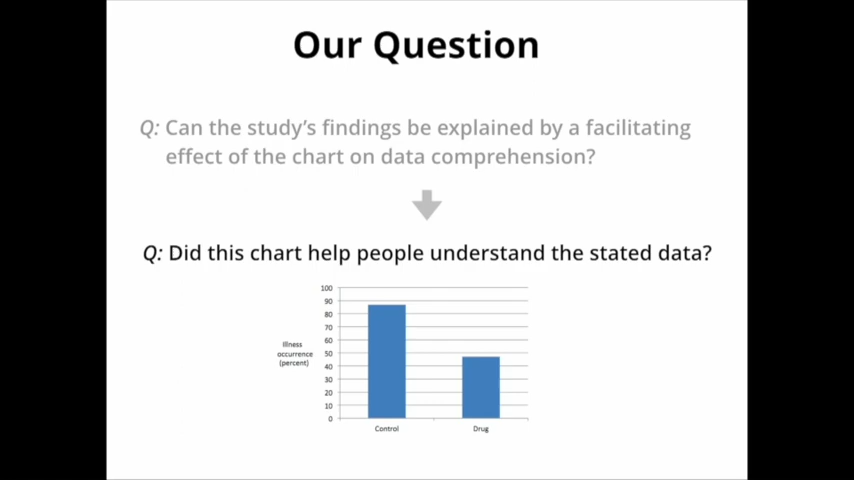 Our Question
Q: Can the study's findings be explained by a facilitating
effect of the chart on data comprehension?
Q: Did this chart help people understand the stated data?
100
90
80
70
60
50
40
30
20
10
0
Illness
occurrence
(percent)
Control
Drug